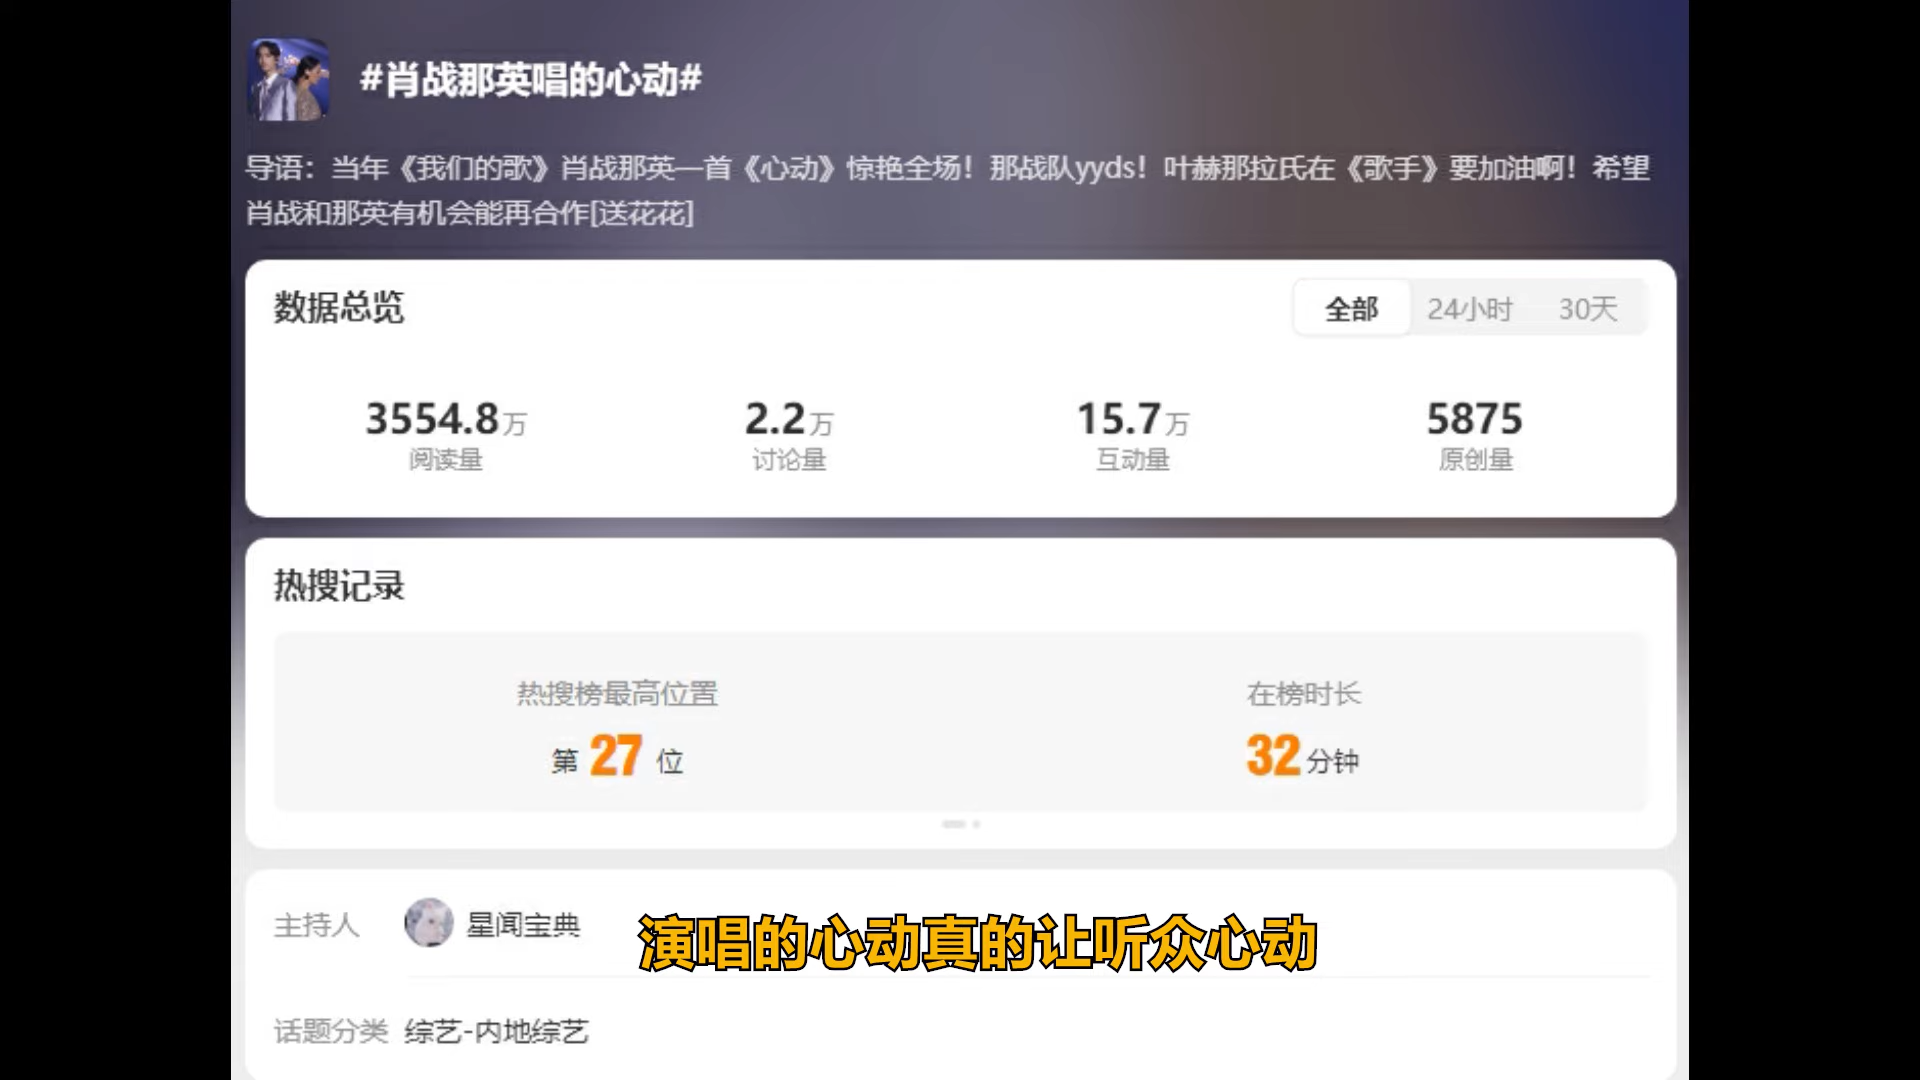 #肖战那英唱的心动#
导语：当年《我们的歌》肖战那英一首《心动》惊艳全场！那战队yyds！叶赫那拉氏在《歌手》要加油啊！希望
肖战和那英有机会能再合作[送花花]
数据总览
全部 24小时 30天
3554.8万 2.2万 15.7万 5875
阅读量 讨论量 互动量 原创量
热搜记录
热搜榜最高位置 在榜时长
第 27 位 32分钟
主持人 星闻宝典
演唱的心动真的让听众心动
话题分类 综艺-内地综艺